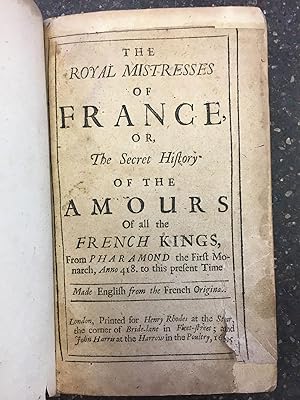 THE
ROYAL MISTRESSES
OF
FRANCE,
OR,
The Secret History
OF THE
AMOURS
Of all the
FRENCH KINGS,
From PHARAMOND the First Mo-
narch, Anno 418. to this present Time
Made English from the French Original.
London, Printed for Henry Rhodes at the Star,
the corner of Bride-lane in Fleet-street; and
John Harris at the Harrow in the Poultry,